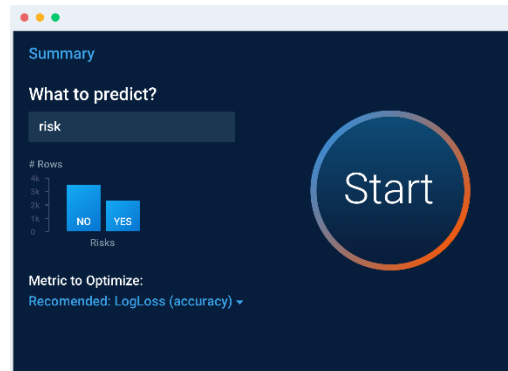 Summary
What to predict?
risk
# Rows
4k
3k
2k
1k
0
NO YES
Risks
Metric to Optimize:
Recomended: LogLoss (accuracy)
Start